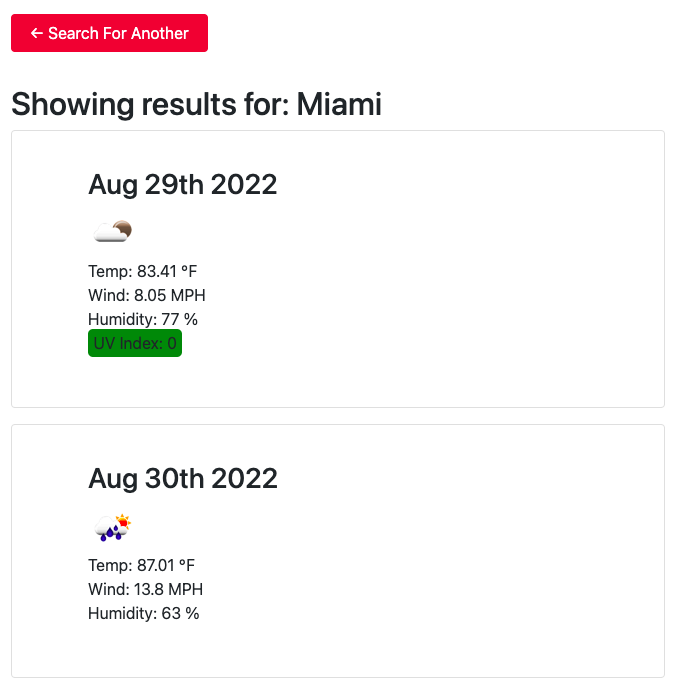 ← Search For Another
Showing results for: Miami
Aug 29th 2022
Temp: 83.41 °F
Wind: 8.05 MPH
Humidity: 77 %
UV Index: 0
Aug 30th 2022
Temp: 87.01 °F
Wind: 13.8 MPH
Humidity: 63 %